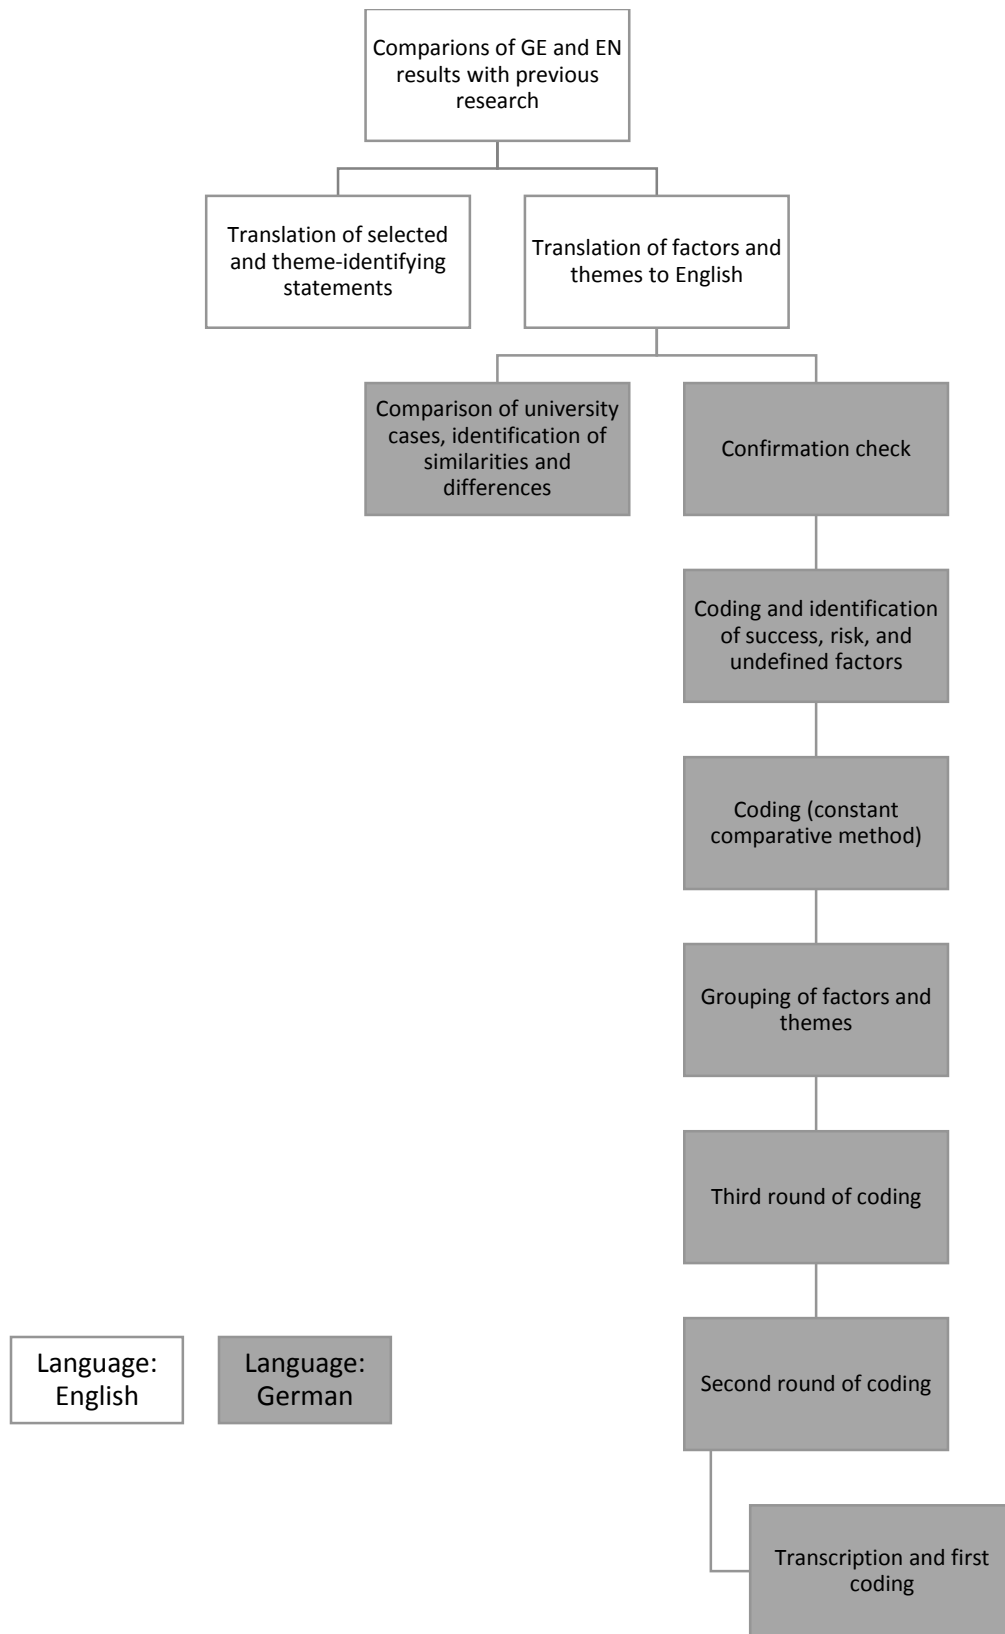 Comparions of GE and EN
results with previous
research
Translation of selected
and theme-identifying
statements
Translation of factors and
themes to English
Comparison of university
cases, identification of
similarities and
differences
Confirmation check
Coding and identification
of success, risk, and
undefined factors
Coding (constant
comparative method)
Grouping of factors and
themes
Third round of coding
Language:
English
Language:
German
Second round of coding
Transcription and first
coding